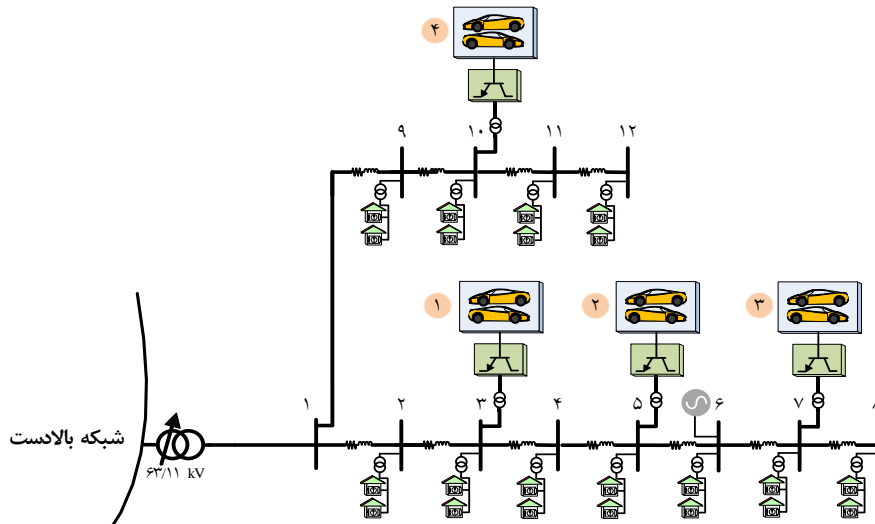 ۴
۹ ۱۰ ۱۱ ۱۲
۱ ۲ ۳
۱ ۲ ۳ ۴ ۵ ۶ ۷ ۸
شبکه بالادست
۶۳/۱۱ kV